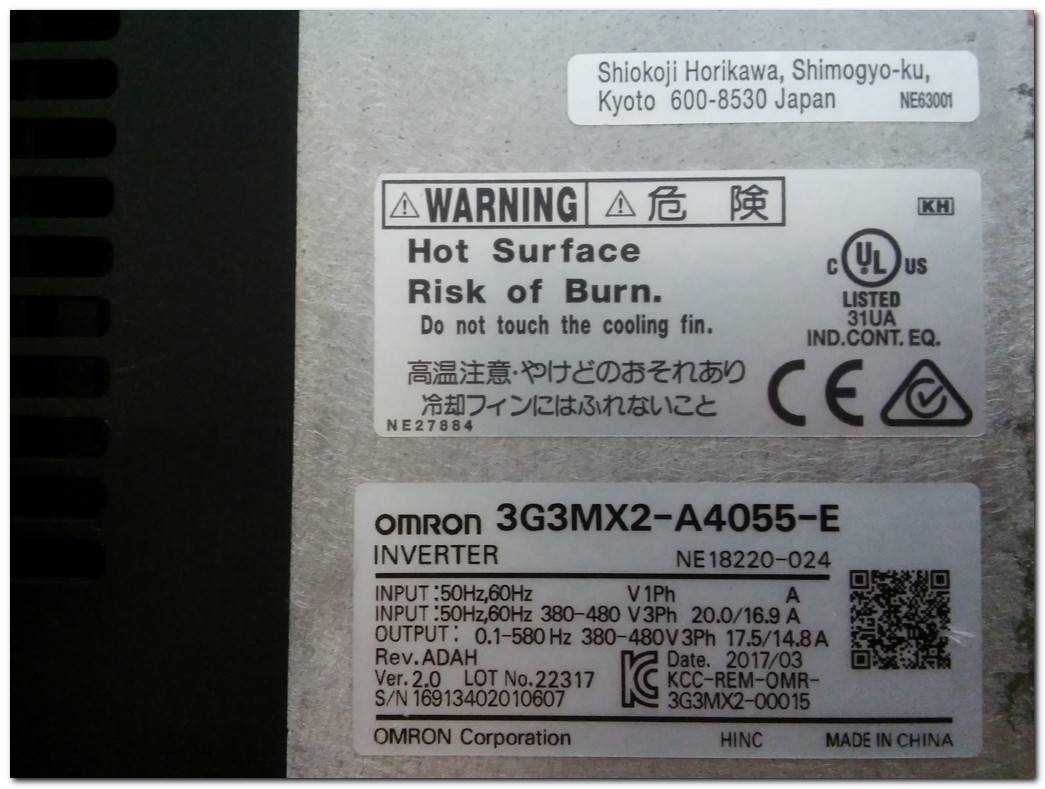 Shiokoji Horikawa, Shimogyo-ku,
Kyoto 600-8530 Japan NE63001
WARNING 危 険
KH
Hot Surface
Risk of Burn.
Do not touch the cooling fin.
C UL US
LISTED
31UA
IND.CONT. EQ.
高温注意・やけどのおそれあり
冷却フィンにはふれないこと
NE27884
CE
OMRON 3G3MX2-A4055-E
INVERTER NE18220-024
INPUT:50Hz,60Hz V 1Ph A
INPUT:50Hz,60Hz 380-480 V 3Ph 20.0/16.9 A
OUTPUT: 0.1-580 Hz 380-480V 3Ph 17.5/14.8 A
Rev.ADAH
Ver. 2.0 LOT No.22317
S/N 16913402010607
Date. 2017/03
KCC-REM-OMR-
3G3MX2-00015
OMRON Corporation HINC MADE IN CHINA